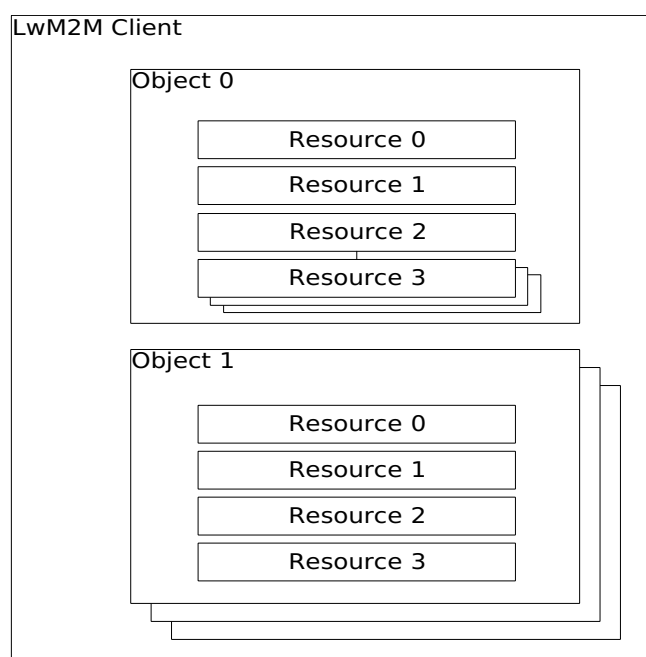 LwM2M Client
Object 0
Resource 0
Resource 1
Resource 2
Resource 3
Object 1
Resource 0
Resource 1
Resource 2
Resource 3